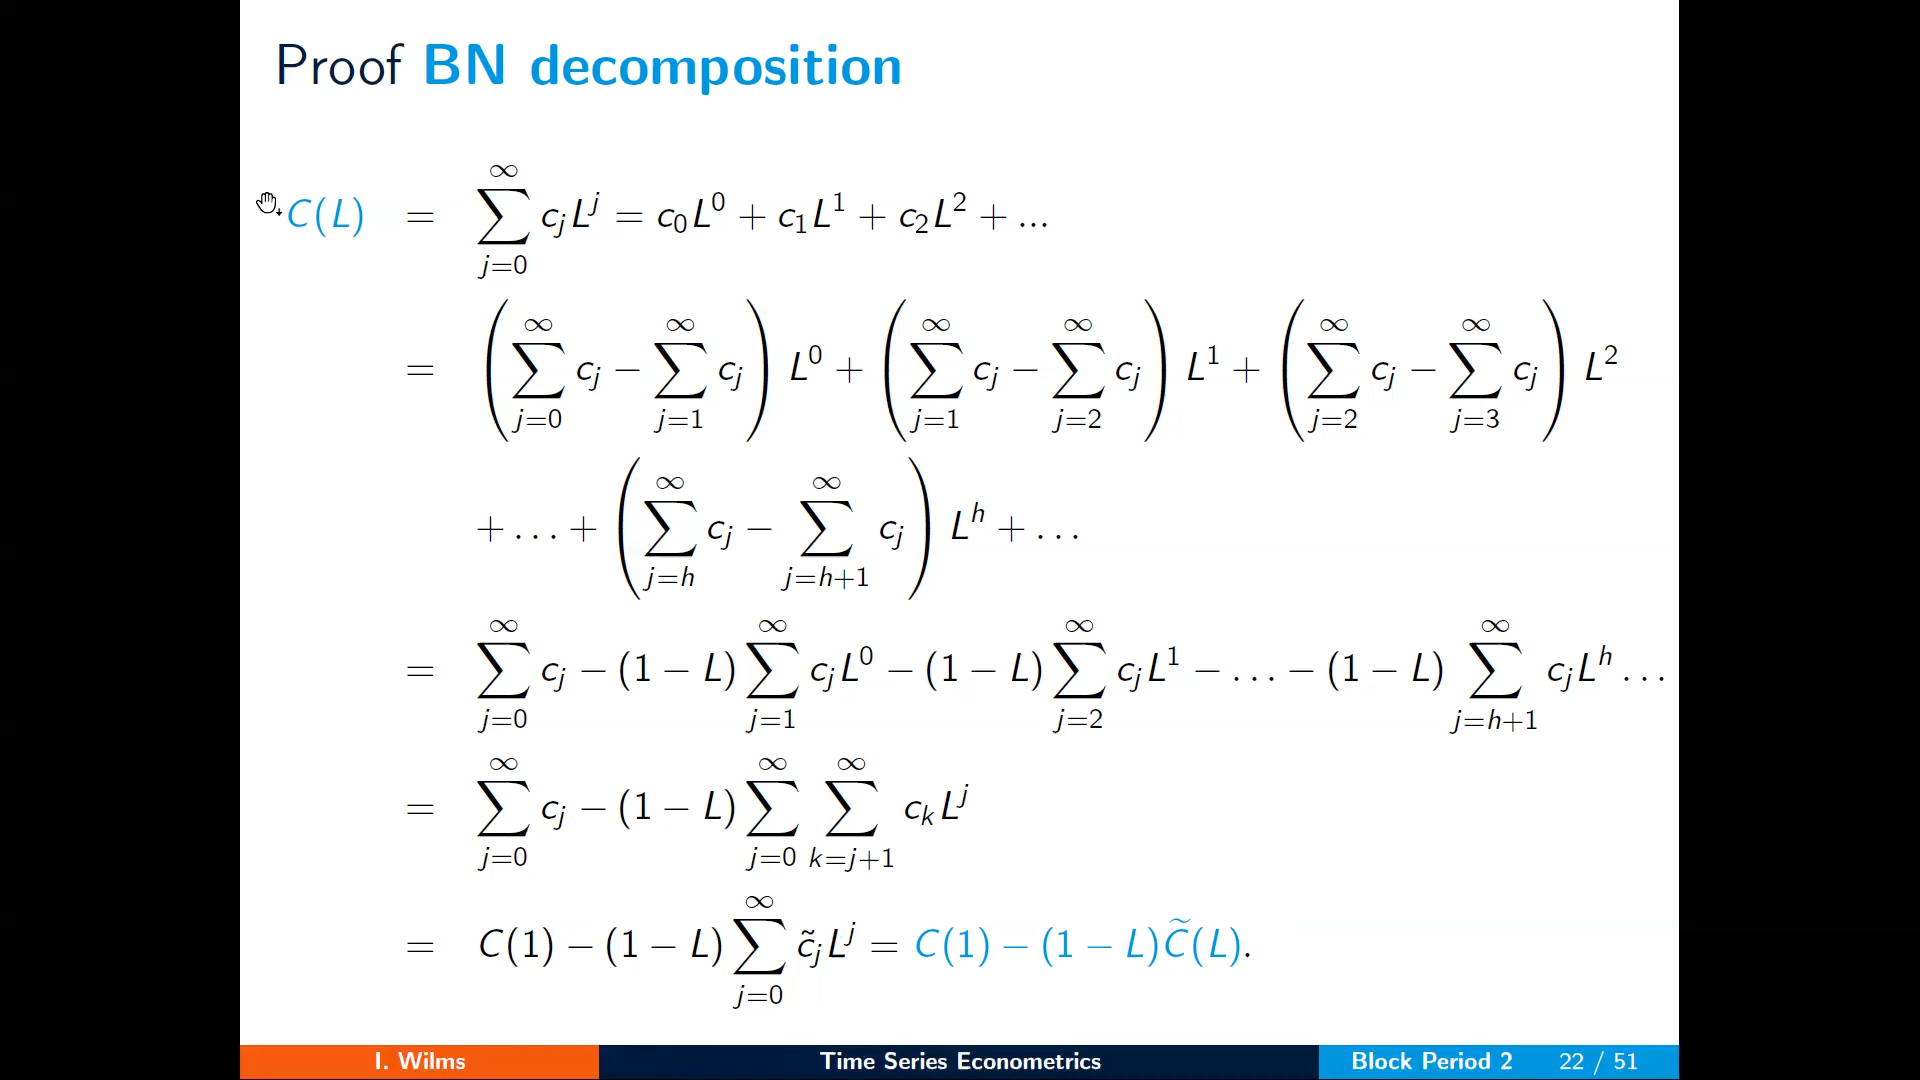 Proof BN decomposition
C(L) = ∑_{j=0}^{∞} c_j L^j = c_0 L^0 + c_1 L^1 + c_2 L^2 + ...
= (∑_{j=0}^{∞} c_j − ∑_{j=1}^{∞} c_j) L^0 + (∑_{j=1}^{∞} c_j − ∑_{j=2}^{∞} c_j) L^1 + (∑_{j=2}^{∞} c_j − ∑_{j=3}^{∞} c_j) L^2
+ ... + (∑_{j=h}^{∞} c_j − ∑_{j=h+1}^{∞} c_j) L^h + ...
= ∑_{j=0}^{∞} c_j − (1 − L) ∑_{j=1}^{∞} c_j L^0 − (1 − L) ∑_{j=2}^{∞} c_j L^1 − ... − (1 − L) ∑_{j=h+1}^{∞} c_j L^h ...
= ∑_{j=0}^{∞} c_j − (1 − L) ∑_{j=0}^{∞} ∑_{k=j+1}^{∞} c_k L^j
= C(1) − (1 − L) ∑_{j=0}^{∞} c̃_j L^j = C(1) − (1 − L)C̃(L).
I. Wilms Time Series Econometrics Block Period 2 22 / 51